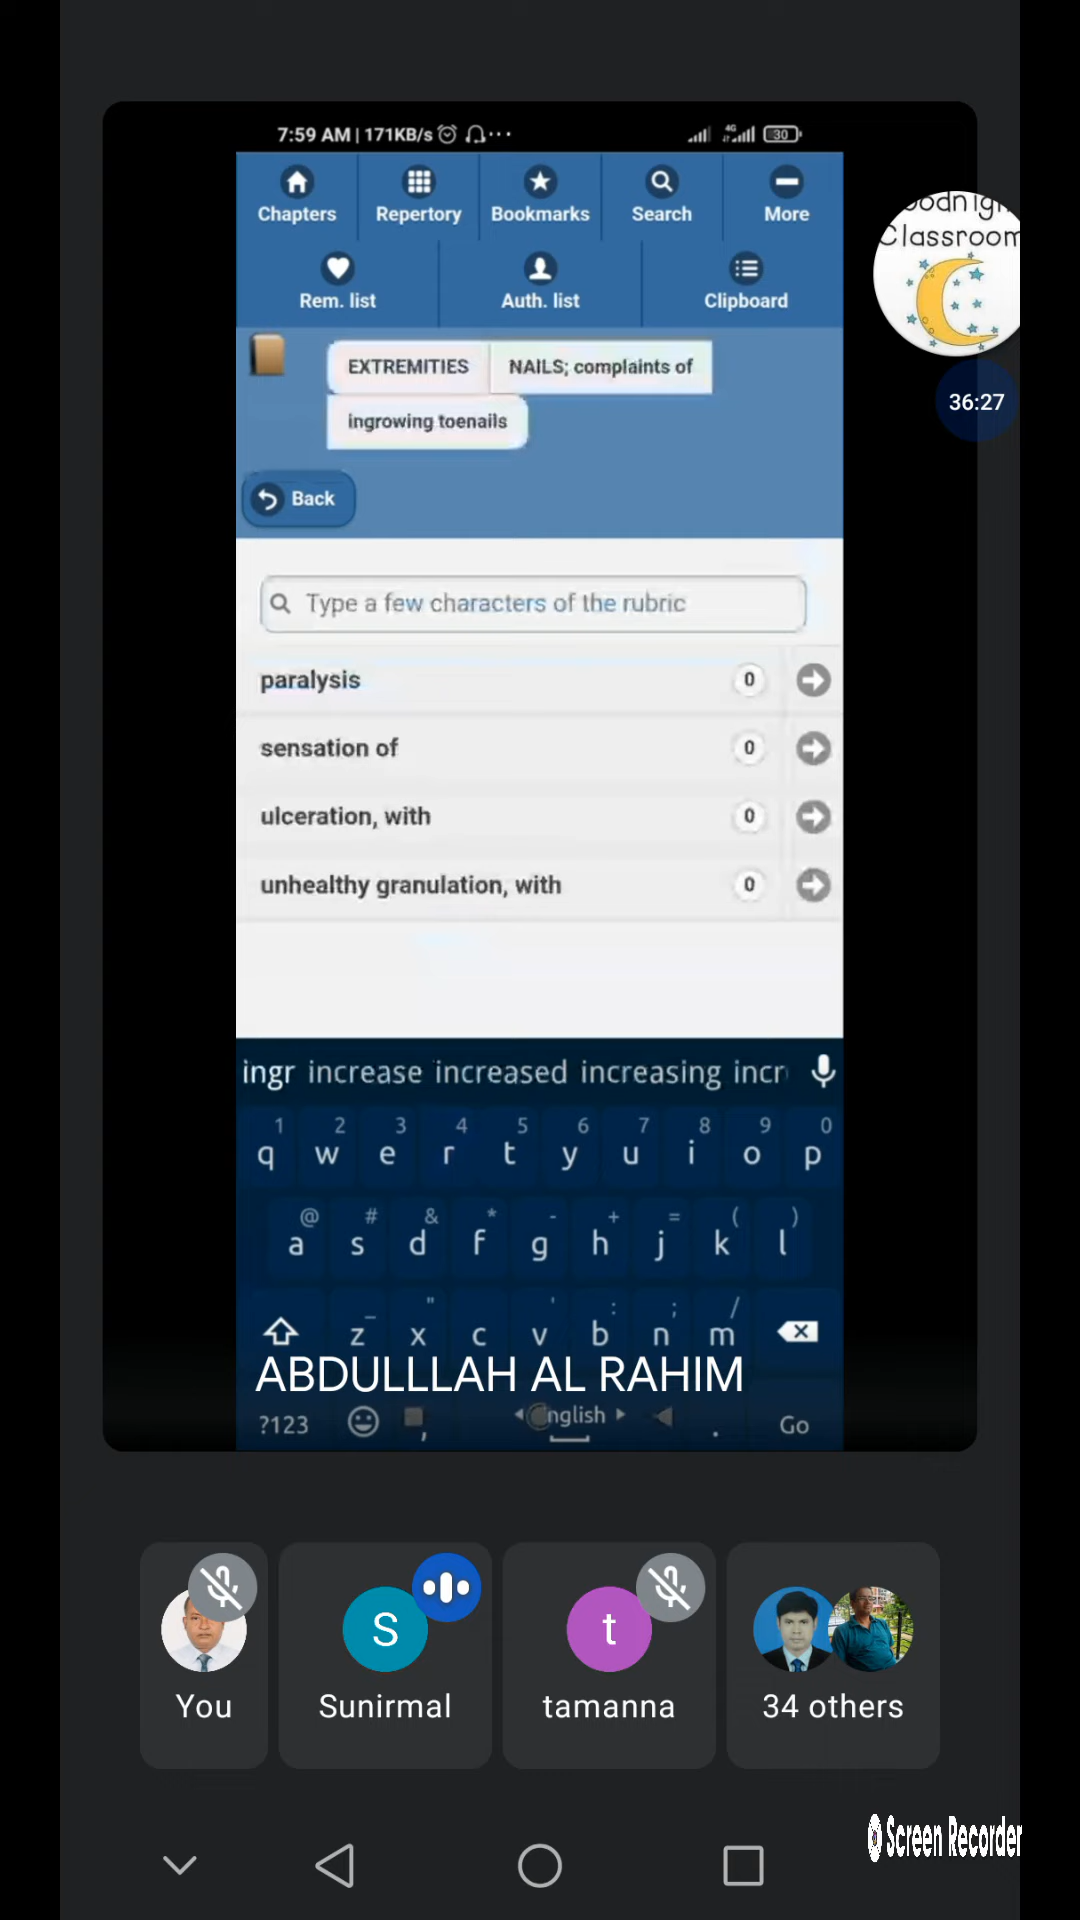 7:59 AM | 171KB/s
4G
30
Chapters Repertory Bookmarks Search More
Rem. list Auth. list Clipboard
Classroom
36:27
EXTREMITIES NAILS; complaints of
ingrowing toenails
Back
Type a few characters of the rubric
paralysis 0
sensation of 0
ulceration, with 0
unhealthy granulation, with 0
ingr increase increased increasing incr
1 2 3 4 5 6 7 8 9 0
q w e r t y u i o p
@ # & * - + = ( )
a s d f g h j k l
_ " ' : ; /
z x c v b n m
ABDULLLAH AL RAHIM
?123 , nglish . Go
S t
You Sunirmal tamanna 34 others
Screen Recorder